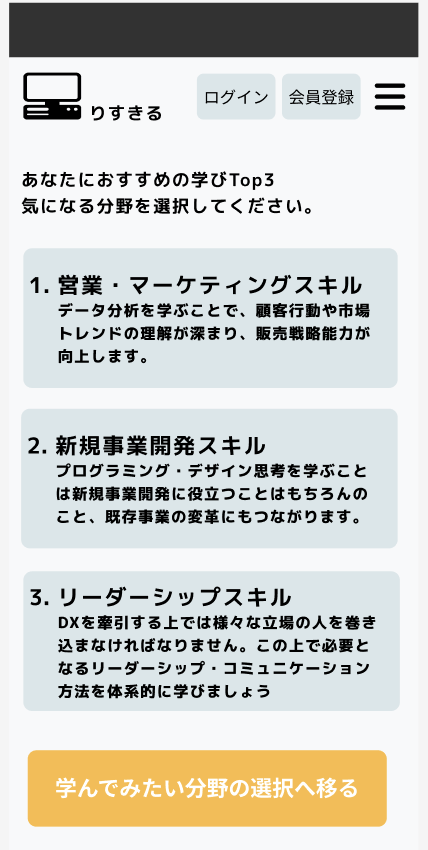 りすきる
ログイン
会員登録
あなたにおすすめの学びTop3
気になる分野を選択してください。
1. 営業・マーケティングスキル
データ分析を学ぶことで、顧客行動や市場
トレンドの理解が深まり、販売戦略能力が
向上します。
2. 新規事業開発スキル
プログラミング・デザイン思考を学ぶこと
は新規事業開発に役立つことはもちろんの
こと、既存事業の変革にもつながります。
3. リーダーシップスキル
DXを牽引する上では様々な立場の人を巻き
込まなければなりません。この上で必要と
なるリーダーシップ・コミュニケーション
方法を体系的に学びましょう
学んでみたい分野の選択へ移る